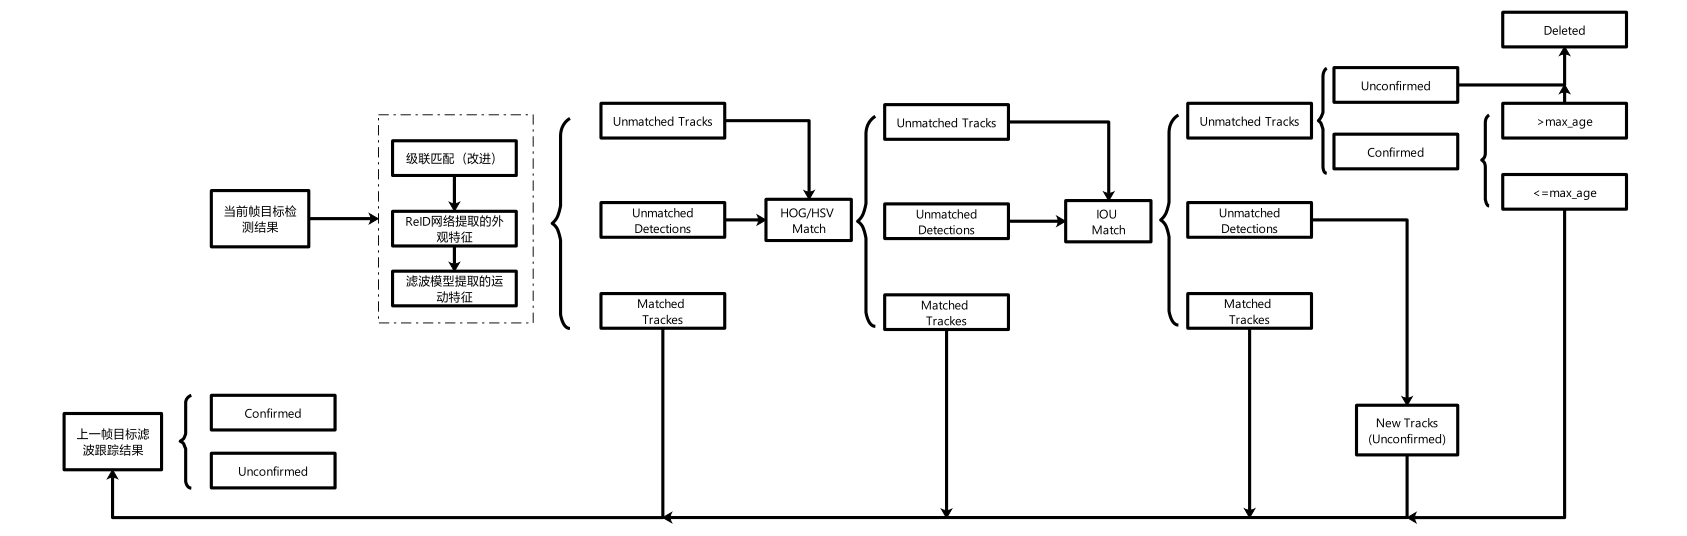 Deleted
Unconfirmed
Unmatched Tracks
Unmatched Tracks
Unmatched Tracks
>max_age
级联匹配（改进）
Confirmed
<=max_age
当前帧目标检
测结果
ReID网络提取的外
观特征
滤波模型提取的运
动特征
Unmatched
Detections
HOG/HSV
Match
Unmatched
Detections
IOU
Match
Unmatched
Detections
Matched
Trackes
Matched
Trackes
Matched
Trackes
上一帧目标滤
波跟踪结果
Confirmed
Unconfirmed
New Tracks
(Unconfirmed)